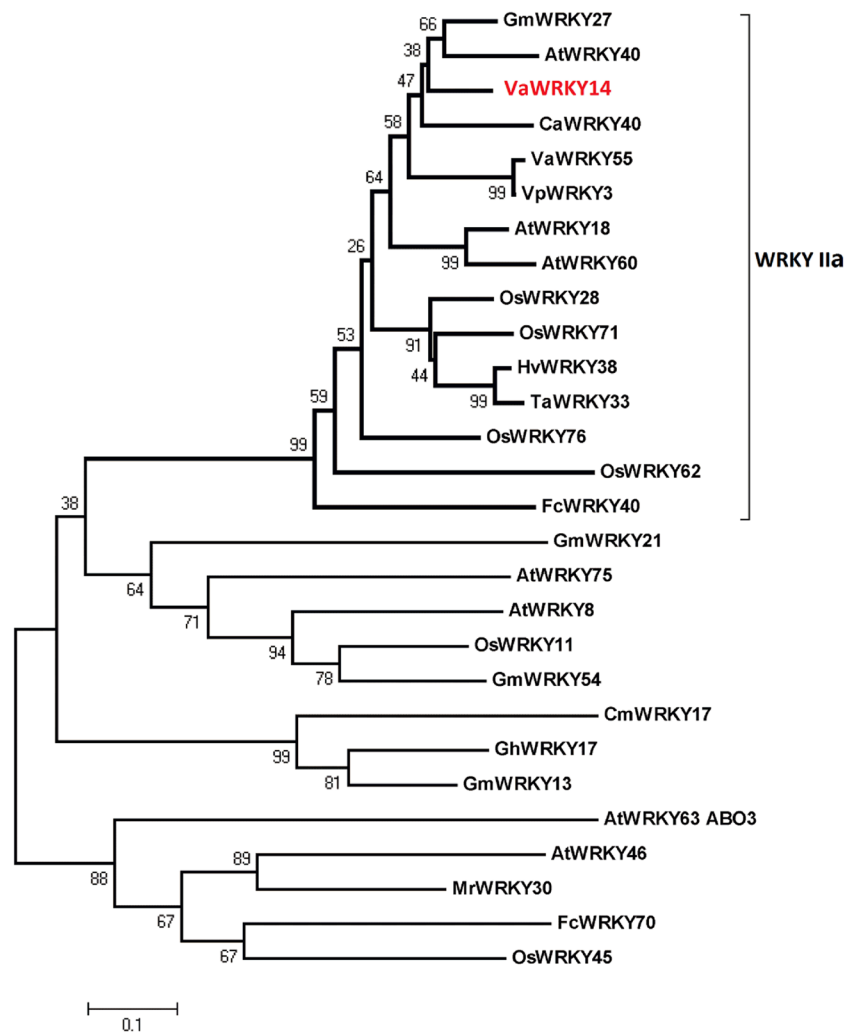 66
GmWRKY27
38
AtWRKY40
47
VaWRKY14
58
CaWRKY40
64
VaWRKY55
99
VpWRKY3
26
AtWRKY18
99
AtWRKY60
WRKY IIa
OsWRKY28
53
91
OsWRKY71
44
HvWRKY38
59
99
TaWRKY33
99
OsWRKY76
OsWRKY62
38
FcWRKY40
GmWRKY21
64
AtWRKY75
71
AtWRKY8
94
OsWRKY11
78
GmWRKY54
CmWRKY17
99
GhWRKY17
81
GmWRKY13
AtWRKY63 ABO3
88
89
AtWRKY46
MrWRKY30
67
FcWRKY70
67
OsWRKY45
0.1